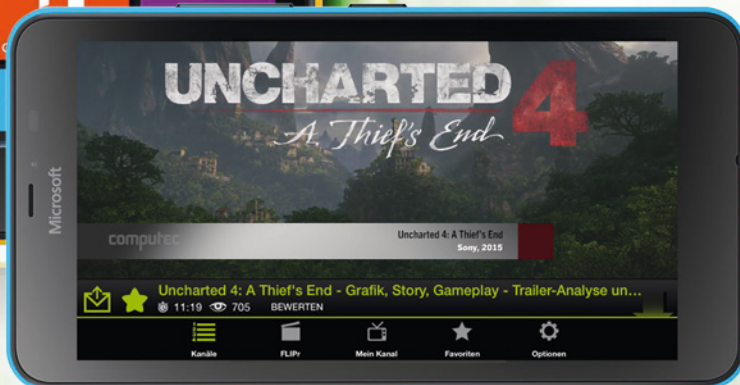 Microsoft
UNCHARTED 4
A Thief's End
computec
Uncharted 4: A Thief's End
Sony, 2015
Uncharted 4: A Thief's End - Grafik, Story, Gameplay - Trailer-Analyse un...
11:19 705 BEWERTEN
Kanäle FLIPr Mein Kanal Favoriten Optionen